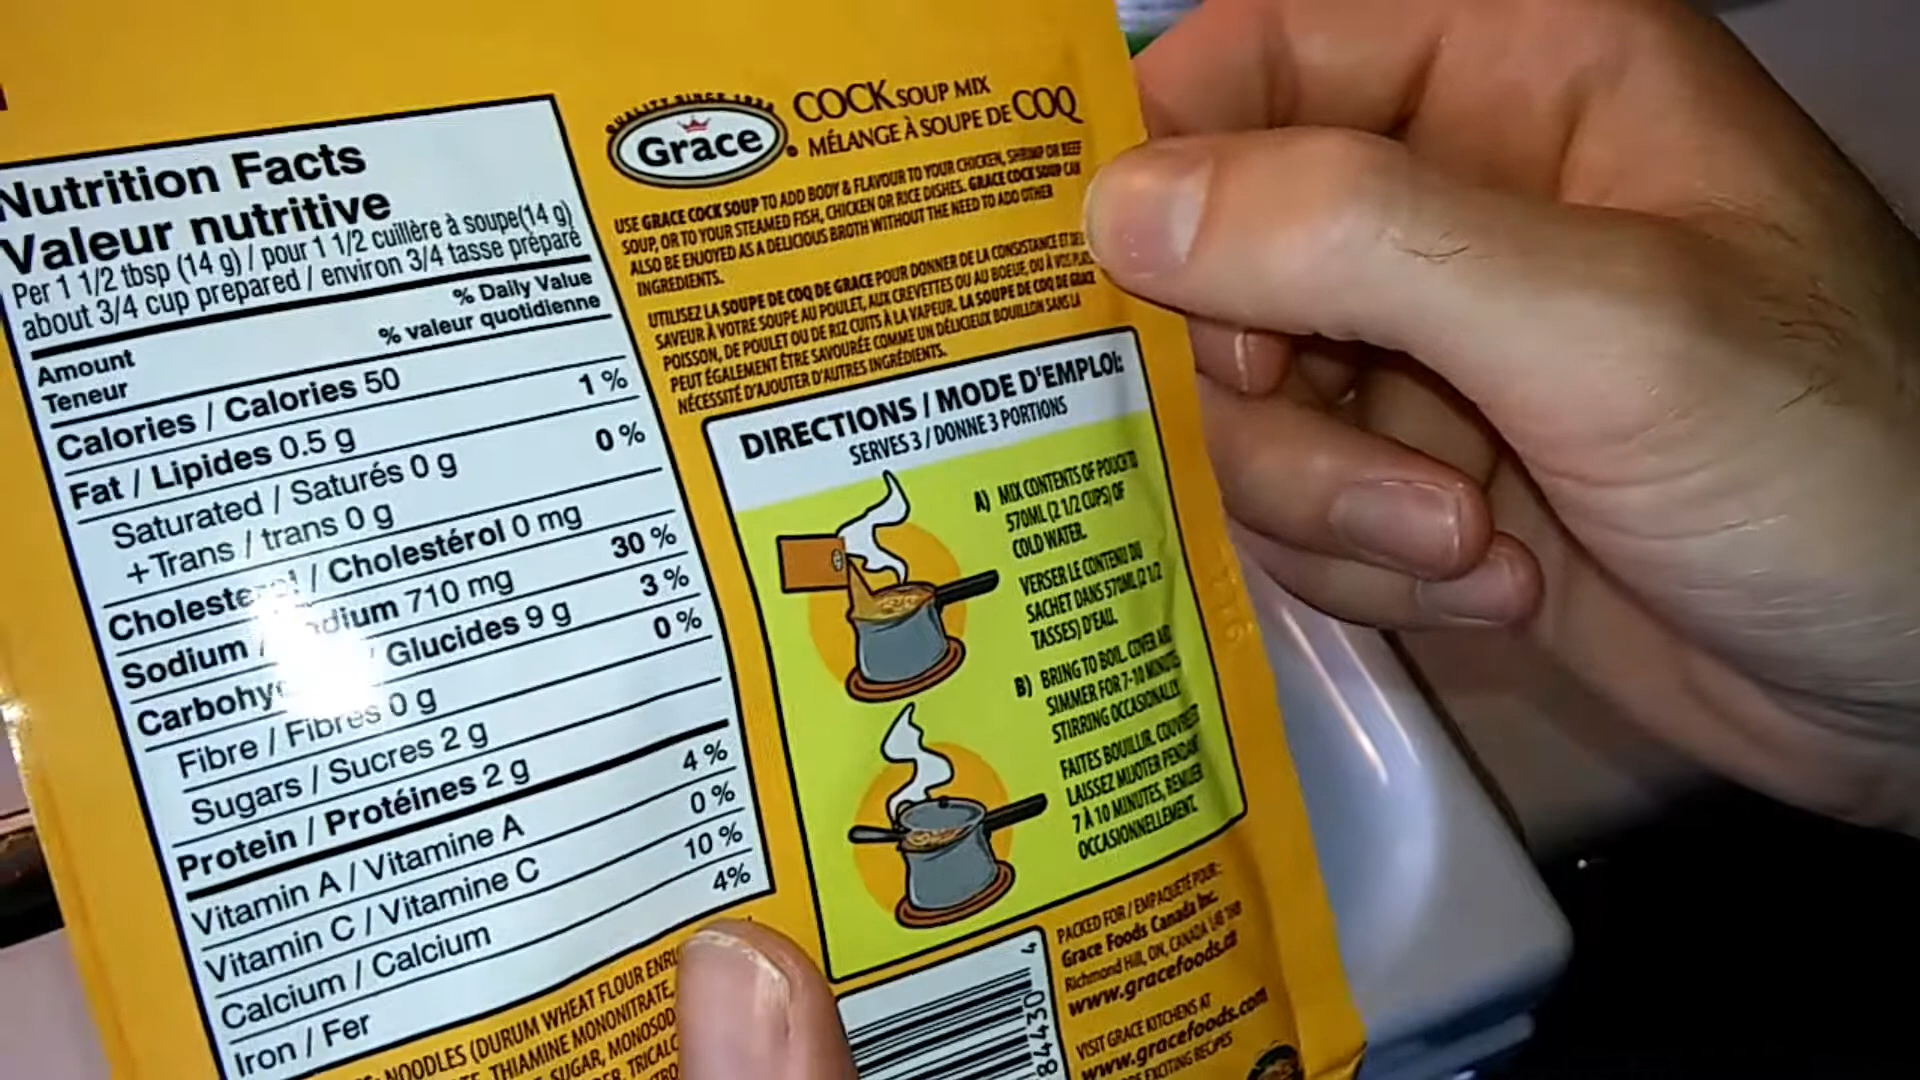 Nutrition Facts
Valeur nutritive
Per 1 1/2 tbsp (14 g) / pour 1 1/2 cuillère à soupe(14 g)
about 3/4 cup prepared / environ 3/4 tasse préparé
Amount
Teneur
% Daily Value
% valeur quotidienne
Calories / Calories 50
Fat / Lipides 0.5 g 1 %
Saturated / Saturés 0 g
+Trans / trans 0 g 0 %
Cholesterol / Cholestérol 0 mg
Sodium / Sodium 710 mg 30 %
Glucides 9 g 3 %
Fibre / Fibres 0 g 0 %
Sugars / Sucres 2 g
Protein / Protéines 2 g
Vitamin A / Vitamine A 4 %
Vitamin C / Vitamine C 0 %
Calcium / Calcium 10 %
Iron / Fer 4%
NOODLES (DURUM WHEAT FLOUR
THIAMINE MONONITRATE,
SUGAR,
QUALITY SINCE
Grace
COCK SOUP MIX
MÉLANGE À SOUPE DE COQ
USE GRACE COCK SOUP TO ADD BODY & FLAVOUR TO YOUR CHICKEN, SHRIMP OR BEEF
SOUP, OR TO YOUR STEAMED FISH, CHICKEN OR RICE DISHES. GRACE COCK SOUP CAN
ALSO BE ENJOYED AS A DELICIOUS BROTH WITHOUT THE NEED TO ADD OTHER
INGREDIENTS.
UTILISEZ LA SOUPE DE COQ DE GRACE POUR DONNER DE LA CONSISTANCE ET DE LA
SAVEUR À VOTRE SOUPE AU POULET, AUX CREVETTES OU AU BOEUF, OU À VOS PLATS
POISSON, DE POULET OU DE RIZ CUITS À LA VAPEUR. LA SOUPE DE COQ DE GRACE
PEUT ÉGALEMENT ÊTRE SAVOURÉE COMME UN DÉLICIEUX BOUILLON SANS LA
NÉCESSITÉ D'AJOUTER D'AUTRES INGRÉDIENTS.
DIRECTIONS / MODE D'EMPLOI:
SERVES 3 / DONNE 3 PORTIONS
A) MIX CONTENTS OF POUCH TO
570ML (2 1/2 CUPS) OF
COLD WATER.
VERSER LE CONTENU DU
SACHET DANS 570ML (2 1/2
TASSES) D'EAU.
B) BRING TO BOIL. COVER AND
SIMMER FOR 7-10 MINUTES
STIRRING OCCASIONALLY.
FAITES BOUILLIR. COUVREZ ET
LAISSEZ MIJOTER PENDANT
7 À 10 MINUTES, REMUER
OCCASIONNELLEMENT.
84430 4
PACKED FOR / EMPAQUETÉ POUR:
Grace Foods Canada Inc.
Richmond Hill, ON, CANADA
www.gracefoods.ca
VISIT GRACE KITCHENS AT
www.gracefoods.com
EXCITING RECIPES